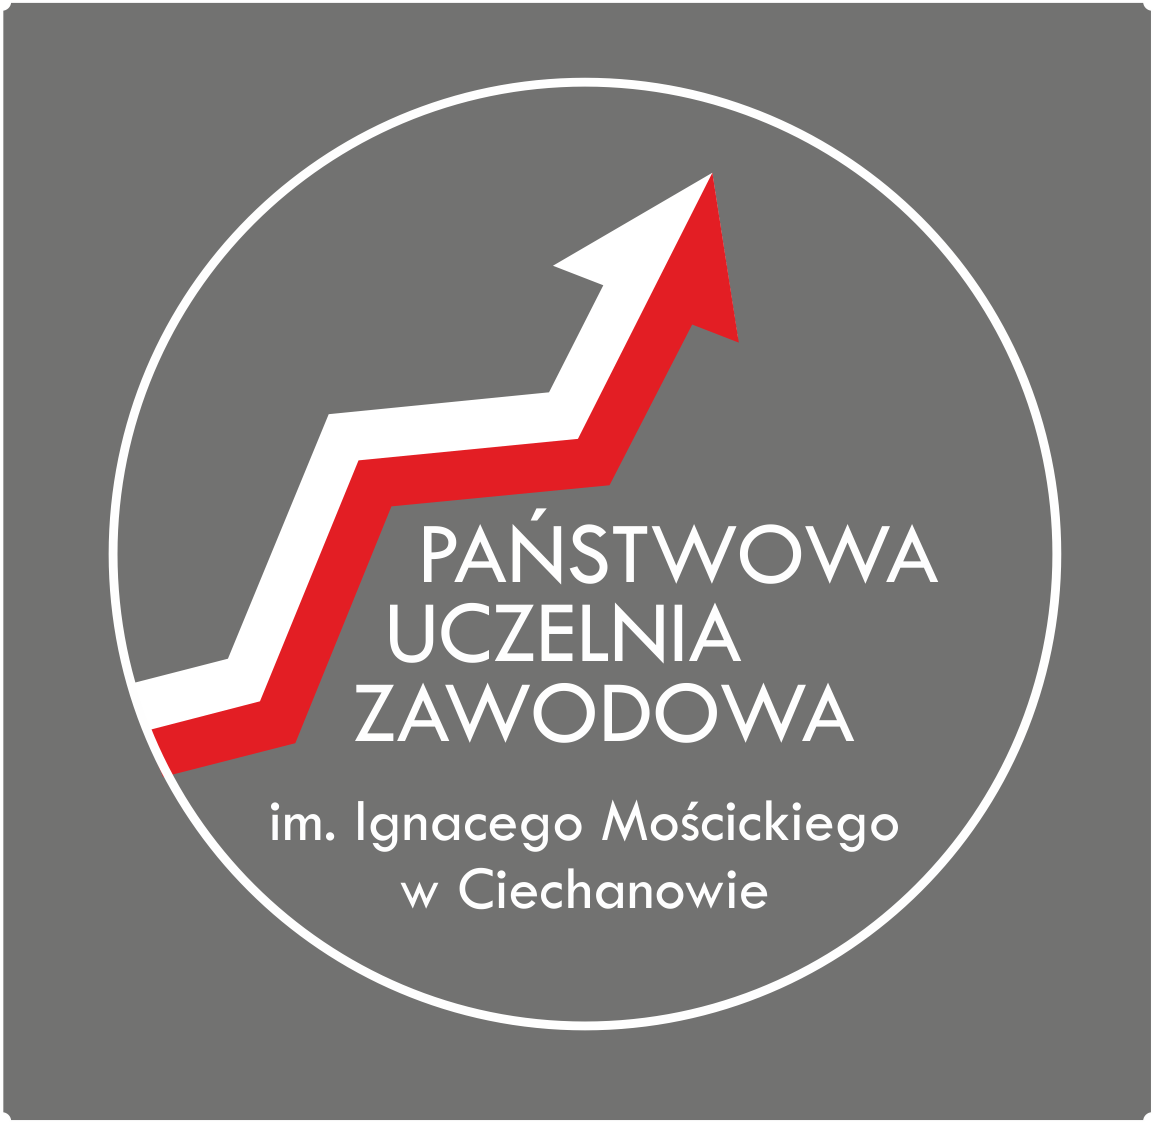 PAŃSTWOWA
UCZELNIA
ZAWODOWA
im. Ignacego Mościckiego
w Ciechanowie